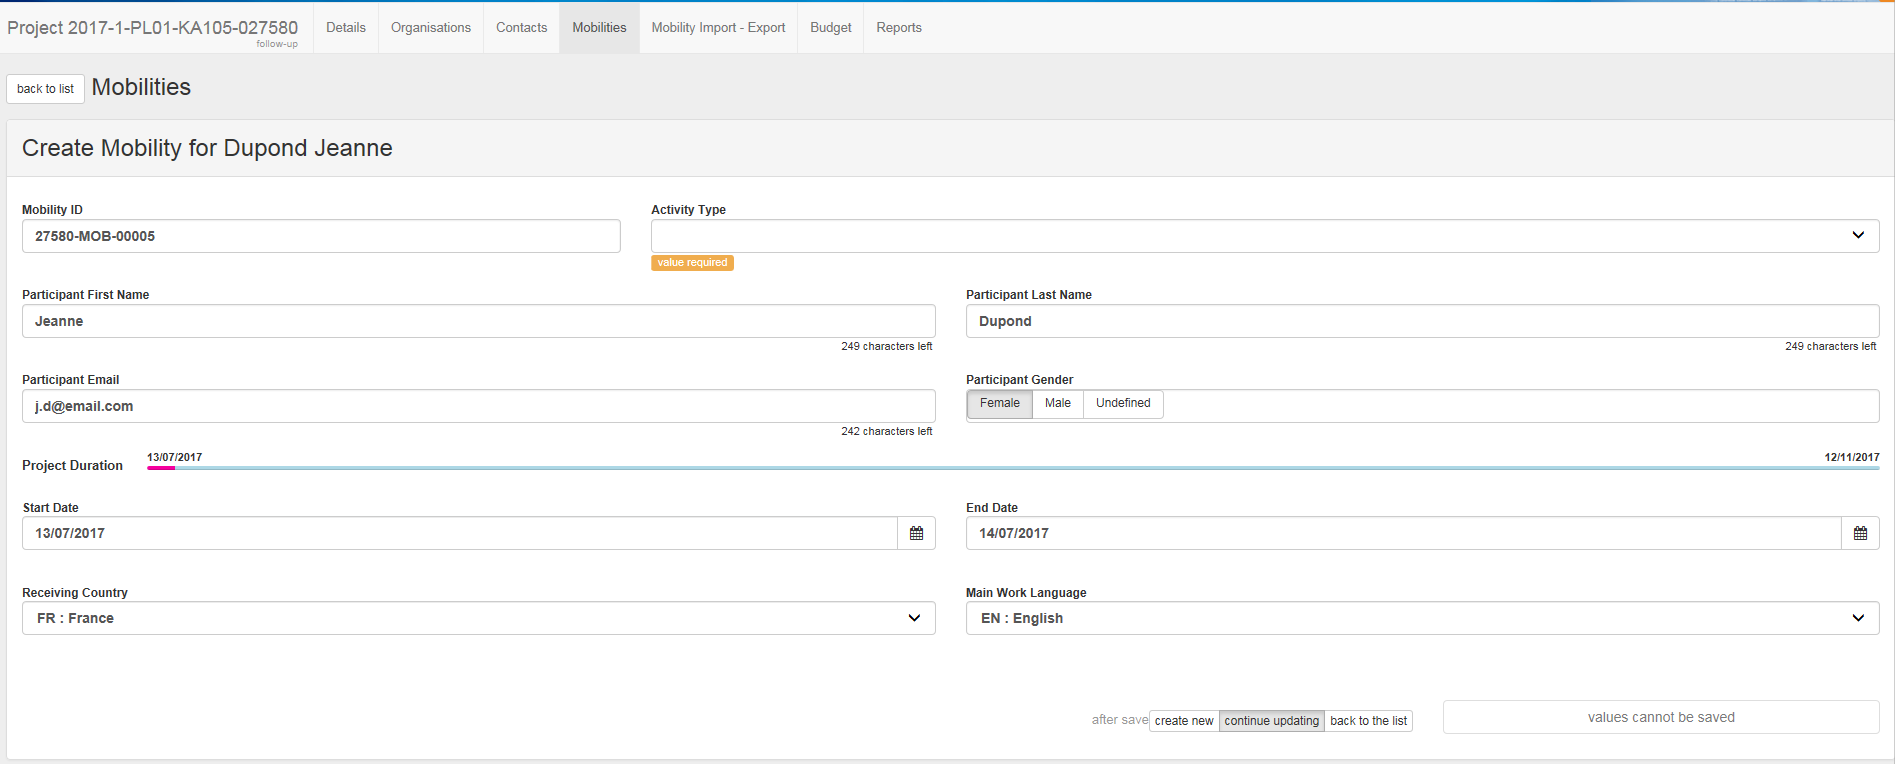 Project 2017-1-PL01-KA105-027580 Details Organisations Contacts Mobilities Mobility Import - Export Budget Reports
follow-up
back to list Mobilities
Create Mobility for Dupond Jeanne
Mobility ID Activity Type
27580-MOB-00005
value required
Participant First Name Participant Last Name
Jeanne Dupond
249 characters left 249 characters left
Participant Email Participant Gender
j.d@email.com Female Male Undefined
242 characters left
Project Duration 13/07/2017 12/11/2017
Start Date End Date
13/07/2017 14/07/2017
Receiving Country Main Work Language
FR : France EN : English
after save create new continue updating back to the list values cannot be saved